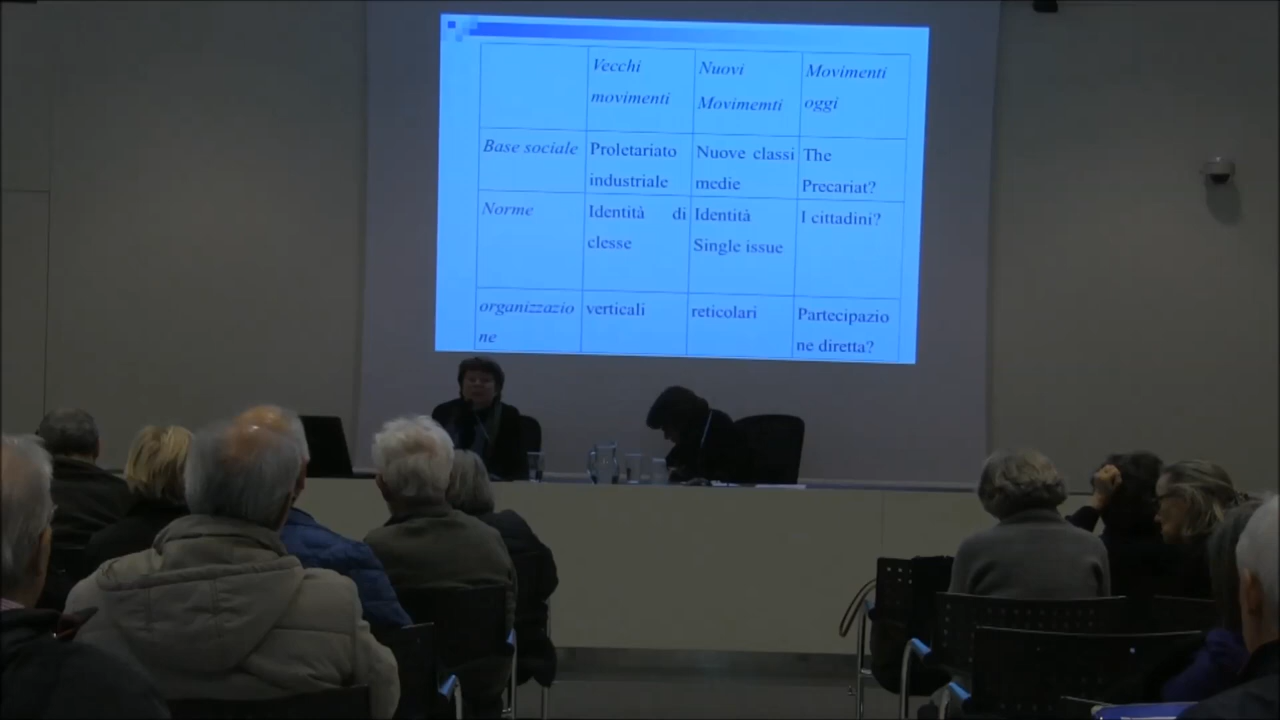 Vecchi
movimenti
Nuovi
Movimemti
Movimenti
oggi
Base sociale
Proletariato
industriale
Nuove classi
medie
The
Precariat?
Norme
Identità di
clesse
Identità
Single issue
I cittadini?
organizzazio
ne
verticali
reticolari
Partecipazio
ne diretta?